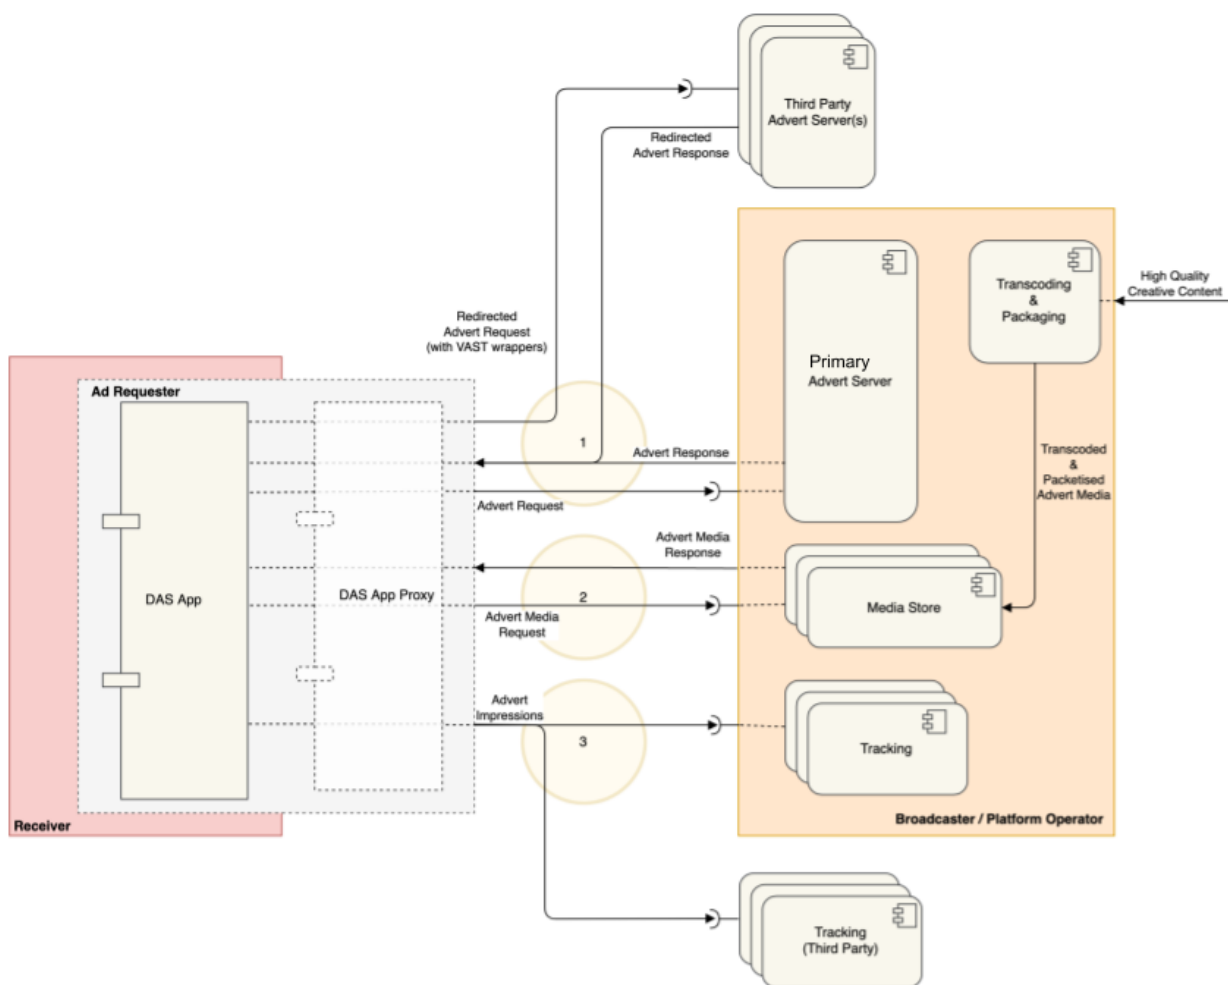 Third Party
Advert Server(s)
Redirected
Advert Response
High Quality
Creative Content
Transcoding
&
Packaging
Redirected
Advert Request
(with VAST wrappers)
Primary
Advert Server
Ad Requester
1
Advert Response
Transcoded
&
Packetised
Advert Media
Advert Request
Advert Media
Response
DAS App
DAS App Proxy
2
Media Store
Advert Media
Request
Advert
Impressions
3
Tracking
Receiver
Broadcaster / Platform Operator
Tracking
(Third Party)